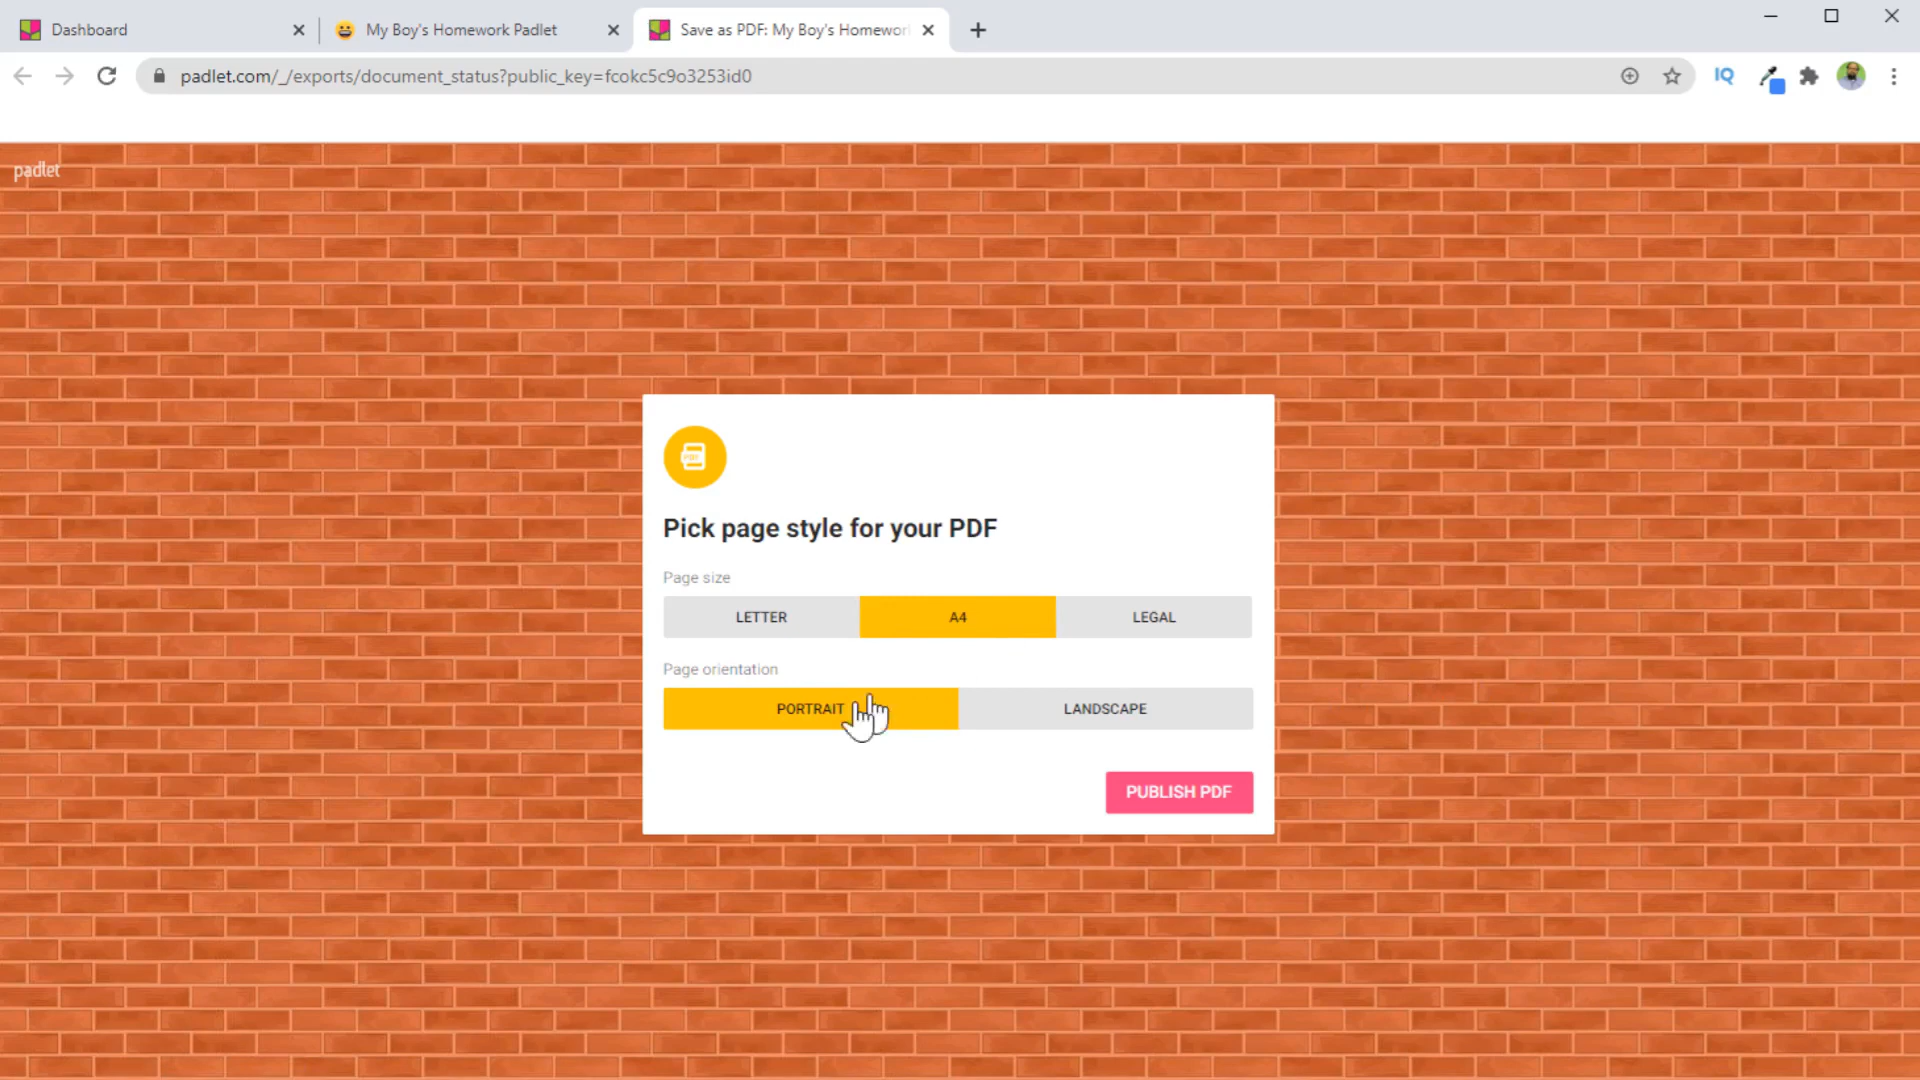 Dashboard
My Boy's Homework Padlet
Save as PDF: My Boy's Homewor
padlet.com/_/exports/document_status?public_key=fcokc5c9o3253id0
IQ
padlet
PDF
Pick page style for your PDF
Page size
LETTER A4 LEGAL
Page orientation
PORTRAIT LANDSCAPE
PUBLISH PDF